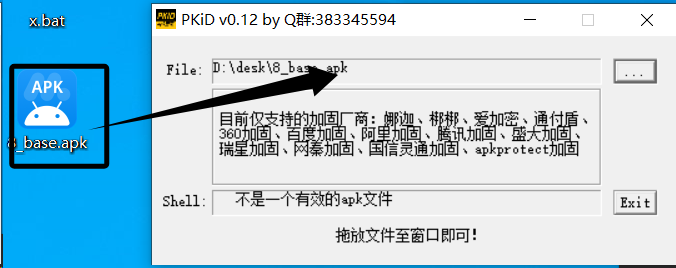 x.bat
APK
8_base.apk
PKiD v0.12 by Q群:383345594
File:
D:\desk\8_base.apk
...
目前仅支持的加固厂商：娜迦、梆梆、爱加密、通付盾、
360加固、百度加固、阿里加固、腾讯加固、盛大加固、
瑞星加固、网秦加固、国信灵通加固、apkprotect加固
Shell:
不是一个有效的apk文件
Exit
拖放文件至窗口即可!